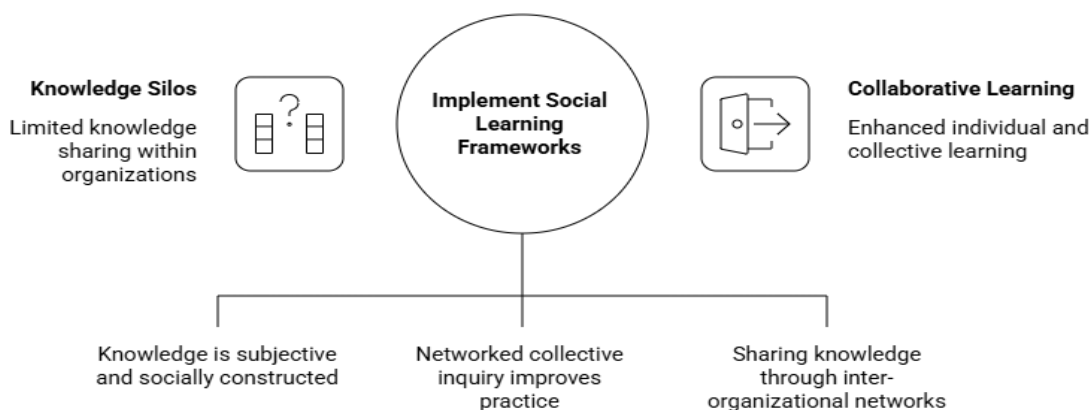 Knowledge Silos
Limited knowledge
sharing within
organizations
?
Implement Social
Learning
Frameworks
Collaborative Learning
Enhanced individual and
collective learning
Knowledge is subjective
and socially constructed
Networked collective
inquiry improves
practice
Sharing knowledge
through inter-
organizational networks